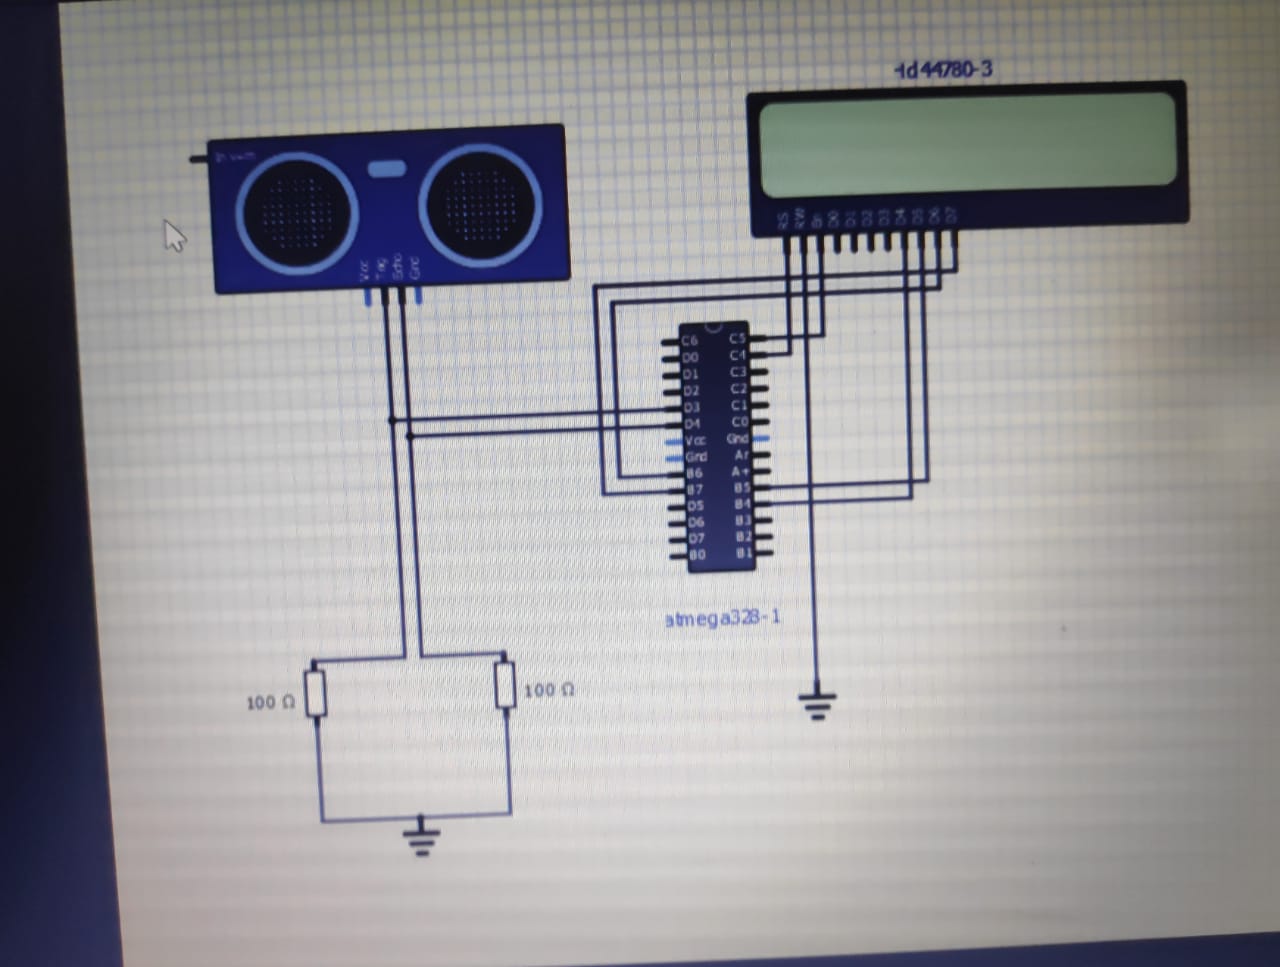 Hd44780-3
RS RW En D0 D1 D2 D3 D4 D5 D6 D7
Vcc Trig Echo Gnd
C6 C5
D0 C4
D1 C3
D2 C2
D3 C1
D4 C0
Vcc Gnd
Gnd Ar
B6 A+
B7 B5
D5 B4
D6 B3
D7 B2
B0 B1
atmega328-1
100 Ω
100 Ω